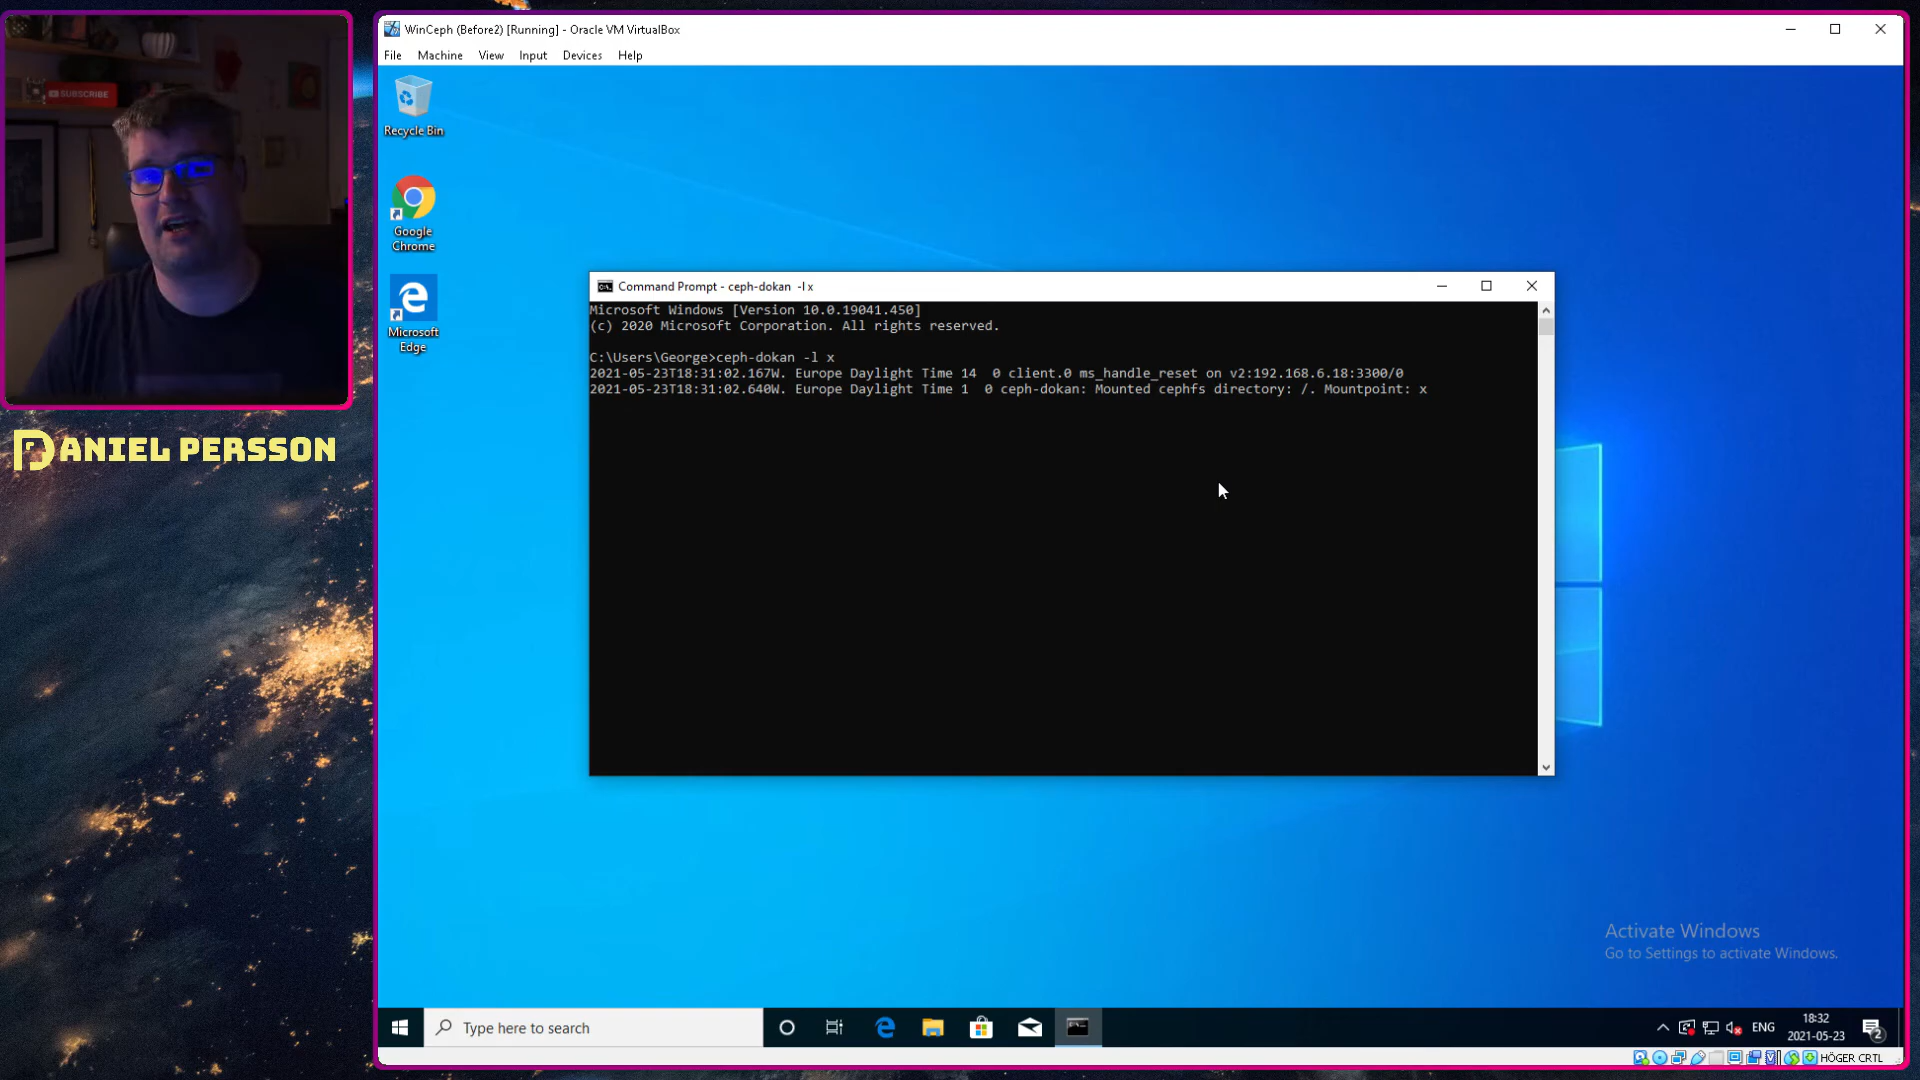 SUBSCRIBE
DANIEL PERSSON
WinCeph (Before2) [Running] - Oracle VM VirtualBox
File Machine View Input Devices Help
Recycle Bin
Google
Chrome
Microsoft
Edge
Command Prompt - ceph-dokan -l x
Microsoft Windows [Version 10.0.19041.450]
(c) 2020 Microsoft Corporation. All rights reserved.
C:\Users\George>ceph-dokan -l x
2021-05-23T18:31:02.167W. Europe Daylight Time 14  0 client.0 ms_handle_reset on v2:192.168.6.18:3300/0
2021-05-23T18:31:02.640W. Europe Daylight Time 1  0 ceph-dokan: Mounted cephfs directory: /. Mountpoint: x
Activate Windows
Go to Settings to activate Windows.
Type here to search
ENG
18:32
2021-05-23
2
HÖGER CRTL